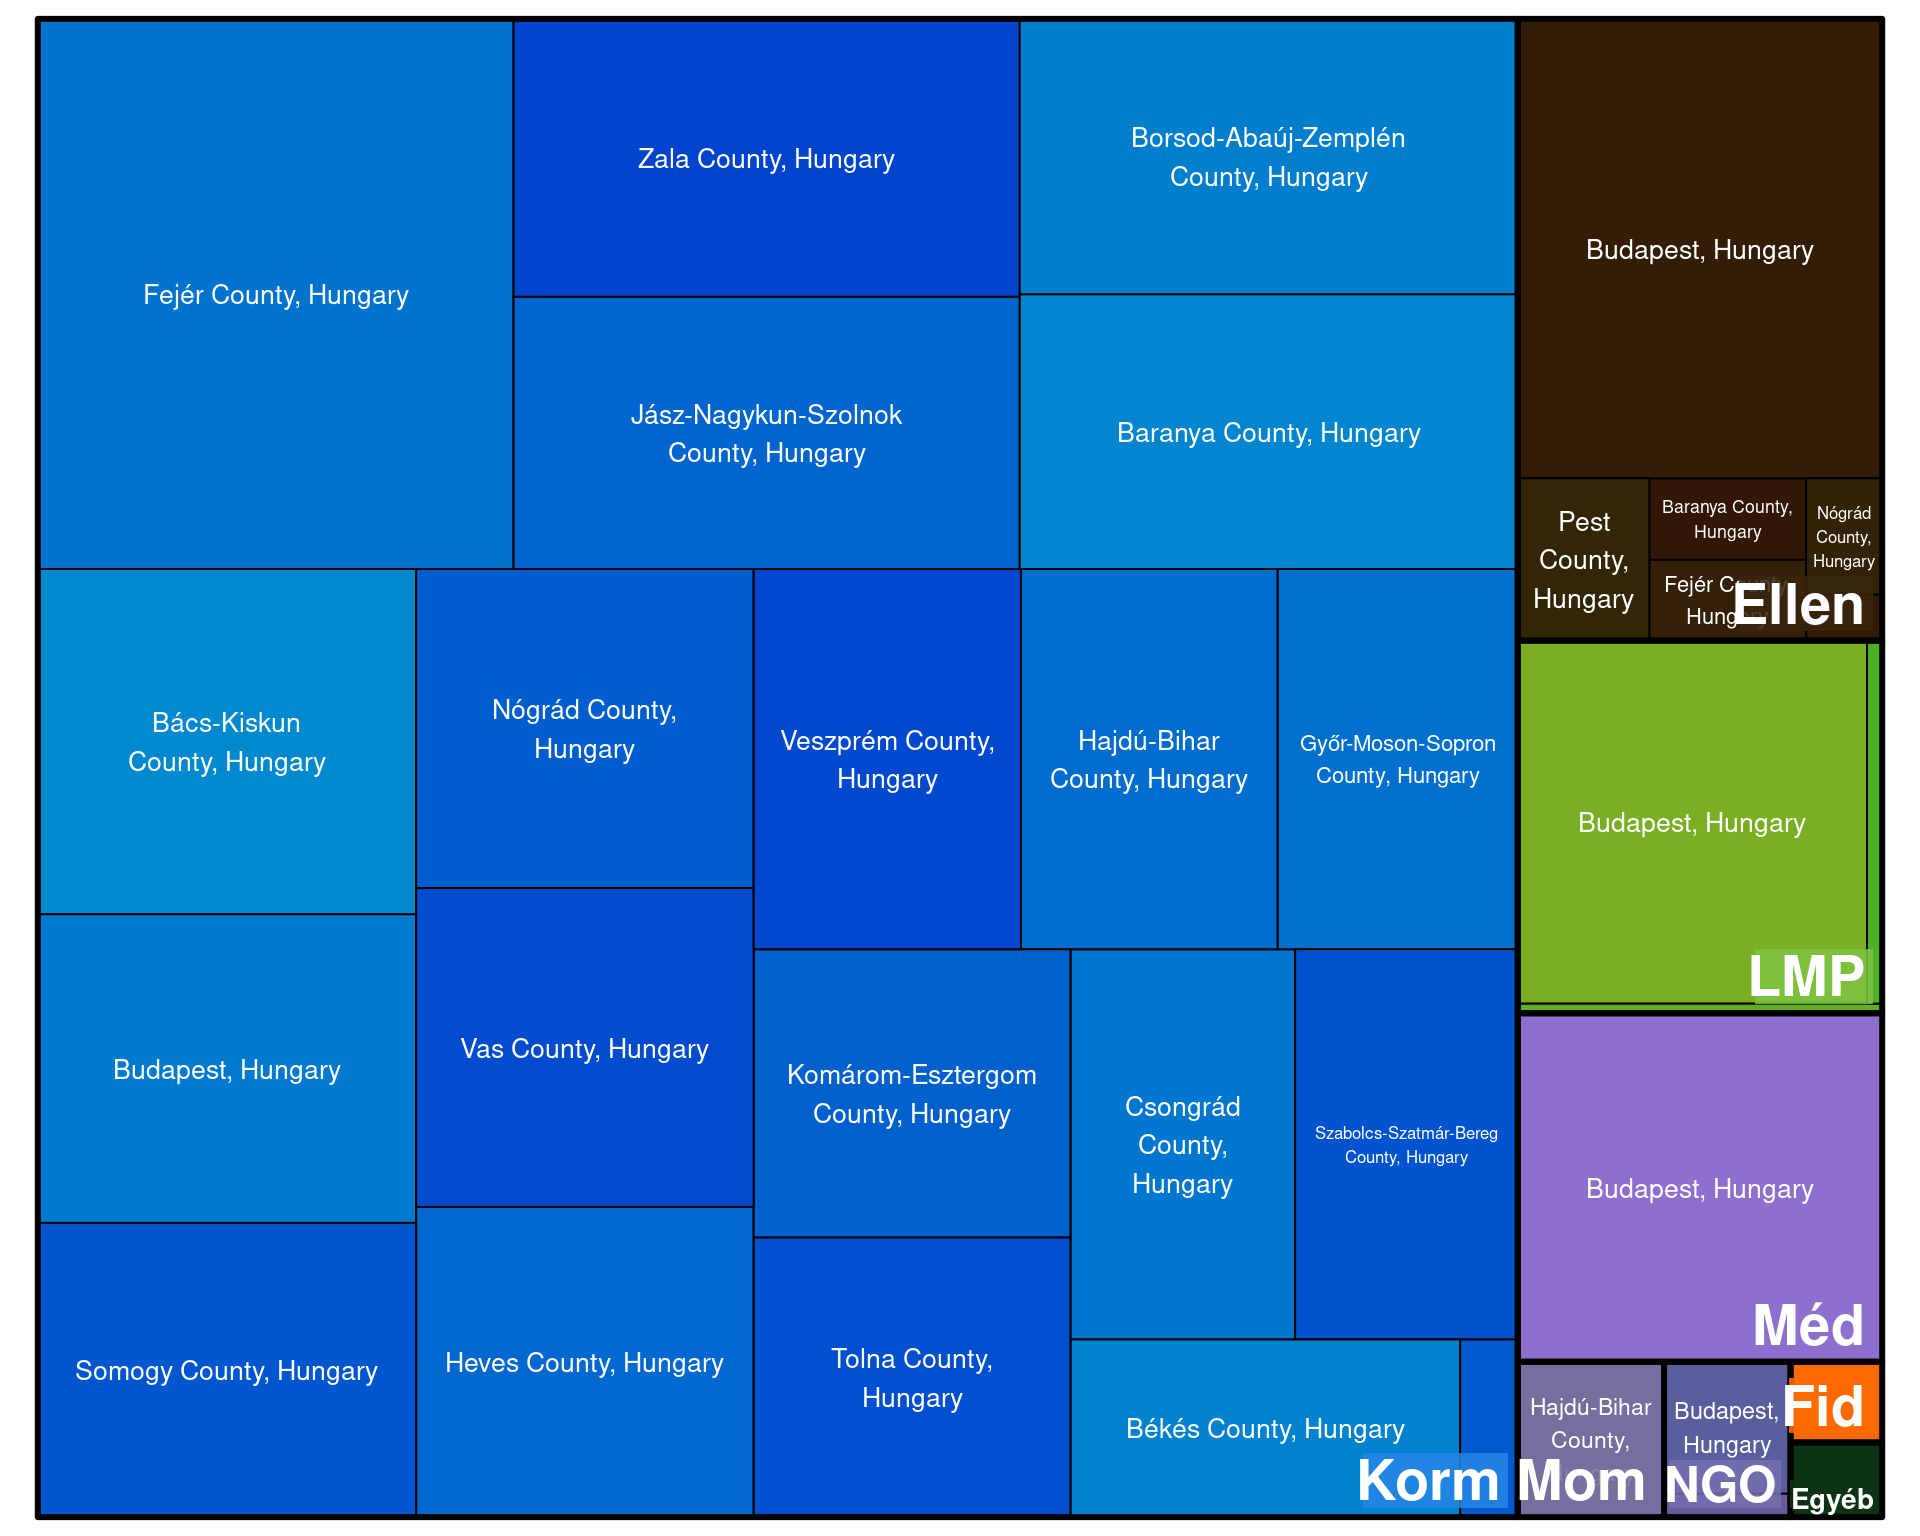 Fejér County, Hungary
Zala County, Hungary
Borsod-Abaúj-Zemplén
County, Hungary
Jász-Nagykun-Szolnok
County, Hungary
Baranya County, Hungary
Bács-Kiskun
County, Hungary
Budapest, Hungary
Somogy County, Hungary
Nógrád County,
Hungary
Vas County, Hungary
Heves County, Hungary
Veszprém County,
Hungary
Hajdú-Bihar
County, Hungary
Győr-Moson-Sopron
County, Hungary
Komárom-Esztergom
County, Hungary
Tolna County,
Hungary
Csongrád
County,
Hungary
Szabolcs-Szatmár-Bereg
County, Hungary
Békés County, Hungary
Korm
Budapest, Hungary
Pest
County,
Hungary
Baranya County,
Hungary
Fejér County,
Hungary
Nógrád
County,
Hungary
Ellen
Budapest, Hungary
LMP
Budapest, Hungary
Méd
Hajdú-Bihar
County,
Mom
Budapest,
Hungary
NGO
Fid
Egyéb